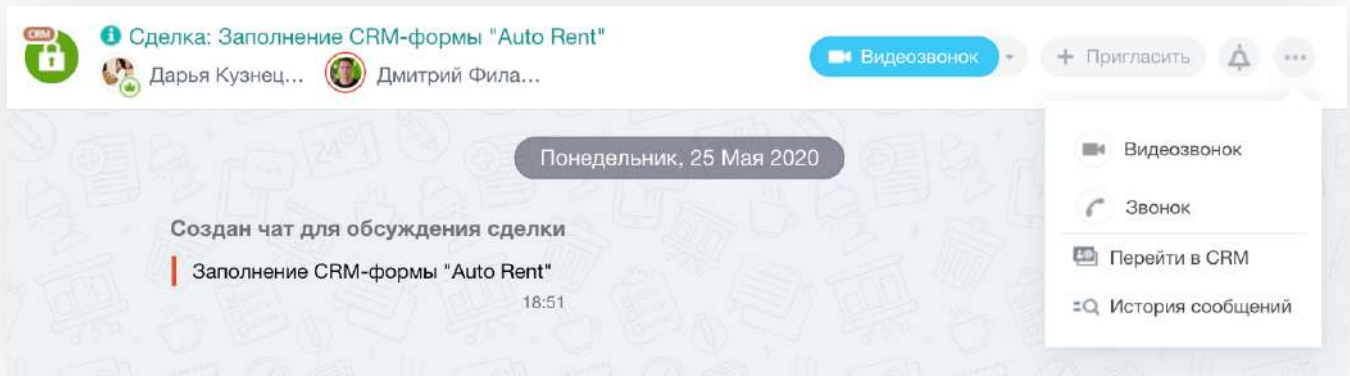 CRM
Сделка: Заполнение CRM-формы "Auto Rent"
Дарья Кузнец...
Дмитрий Фила...
Видеозвонок
+ Пригласить
Понедельник, 25 Мая 2020
Создан чат для обсуждения сделки
Заполнение CRM-формы "Auto Rent"
18:51
Видеозвонок
Звонок
Перейти в CRM
История сообщений